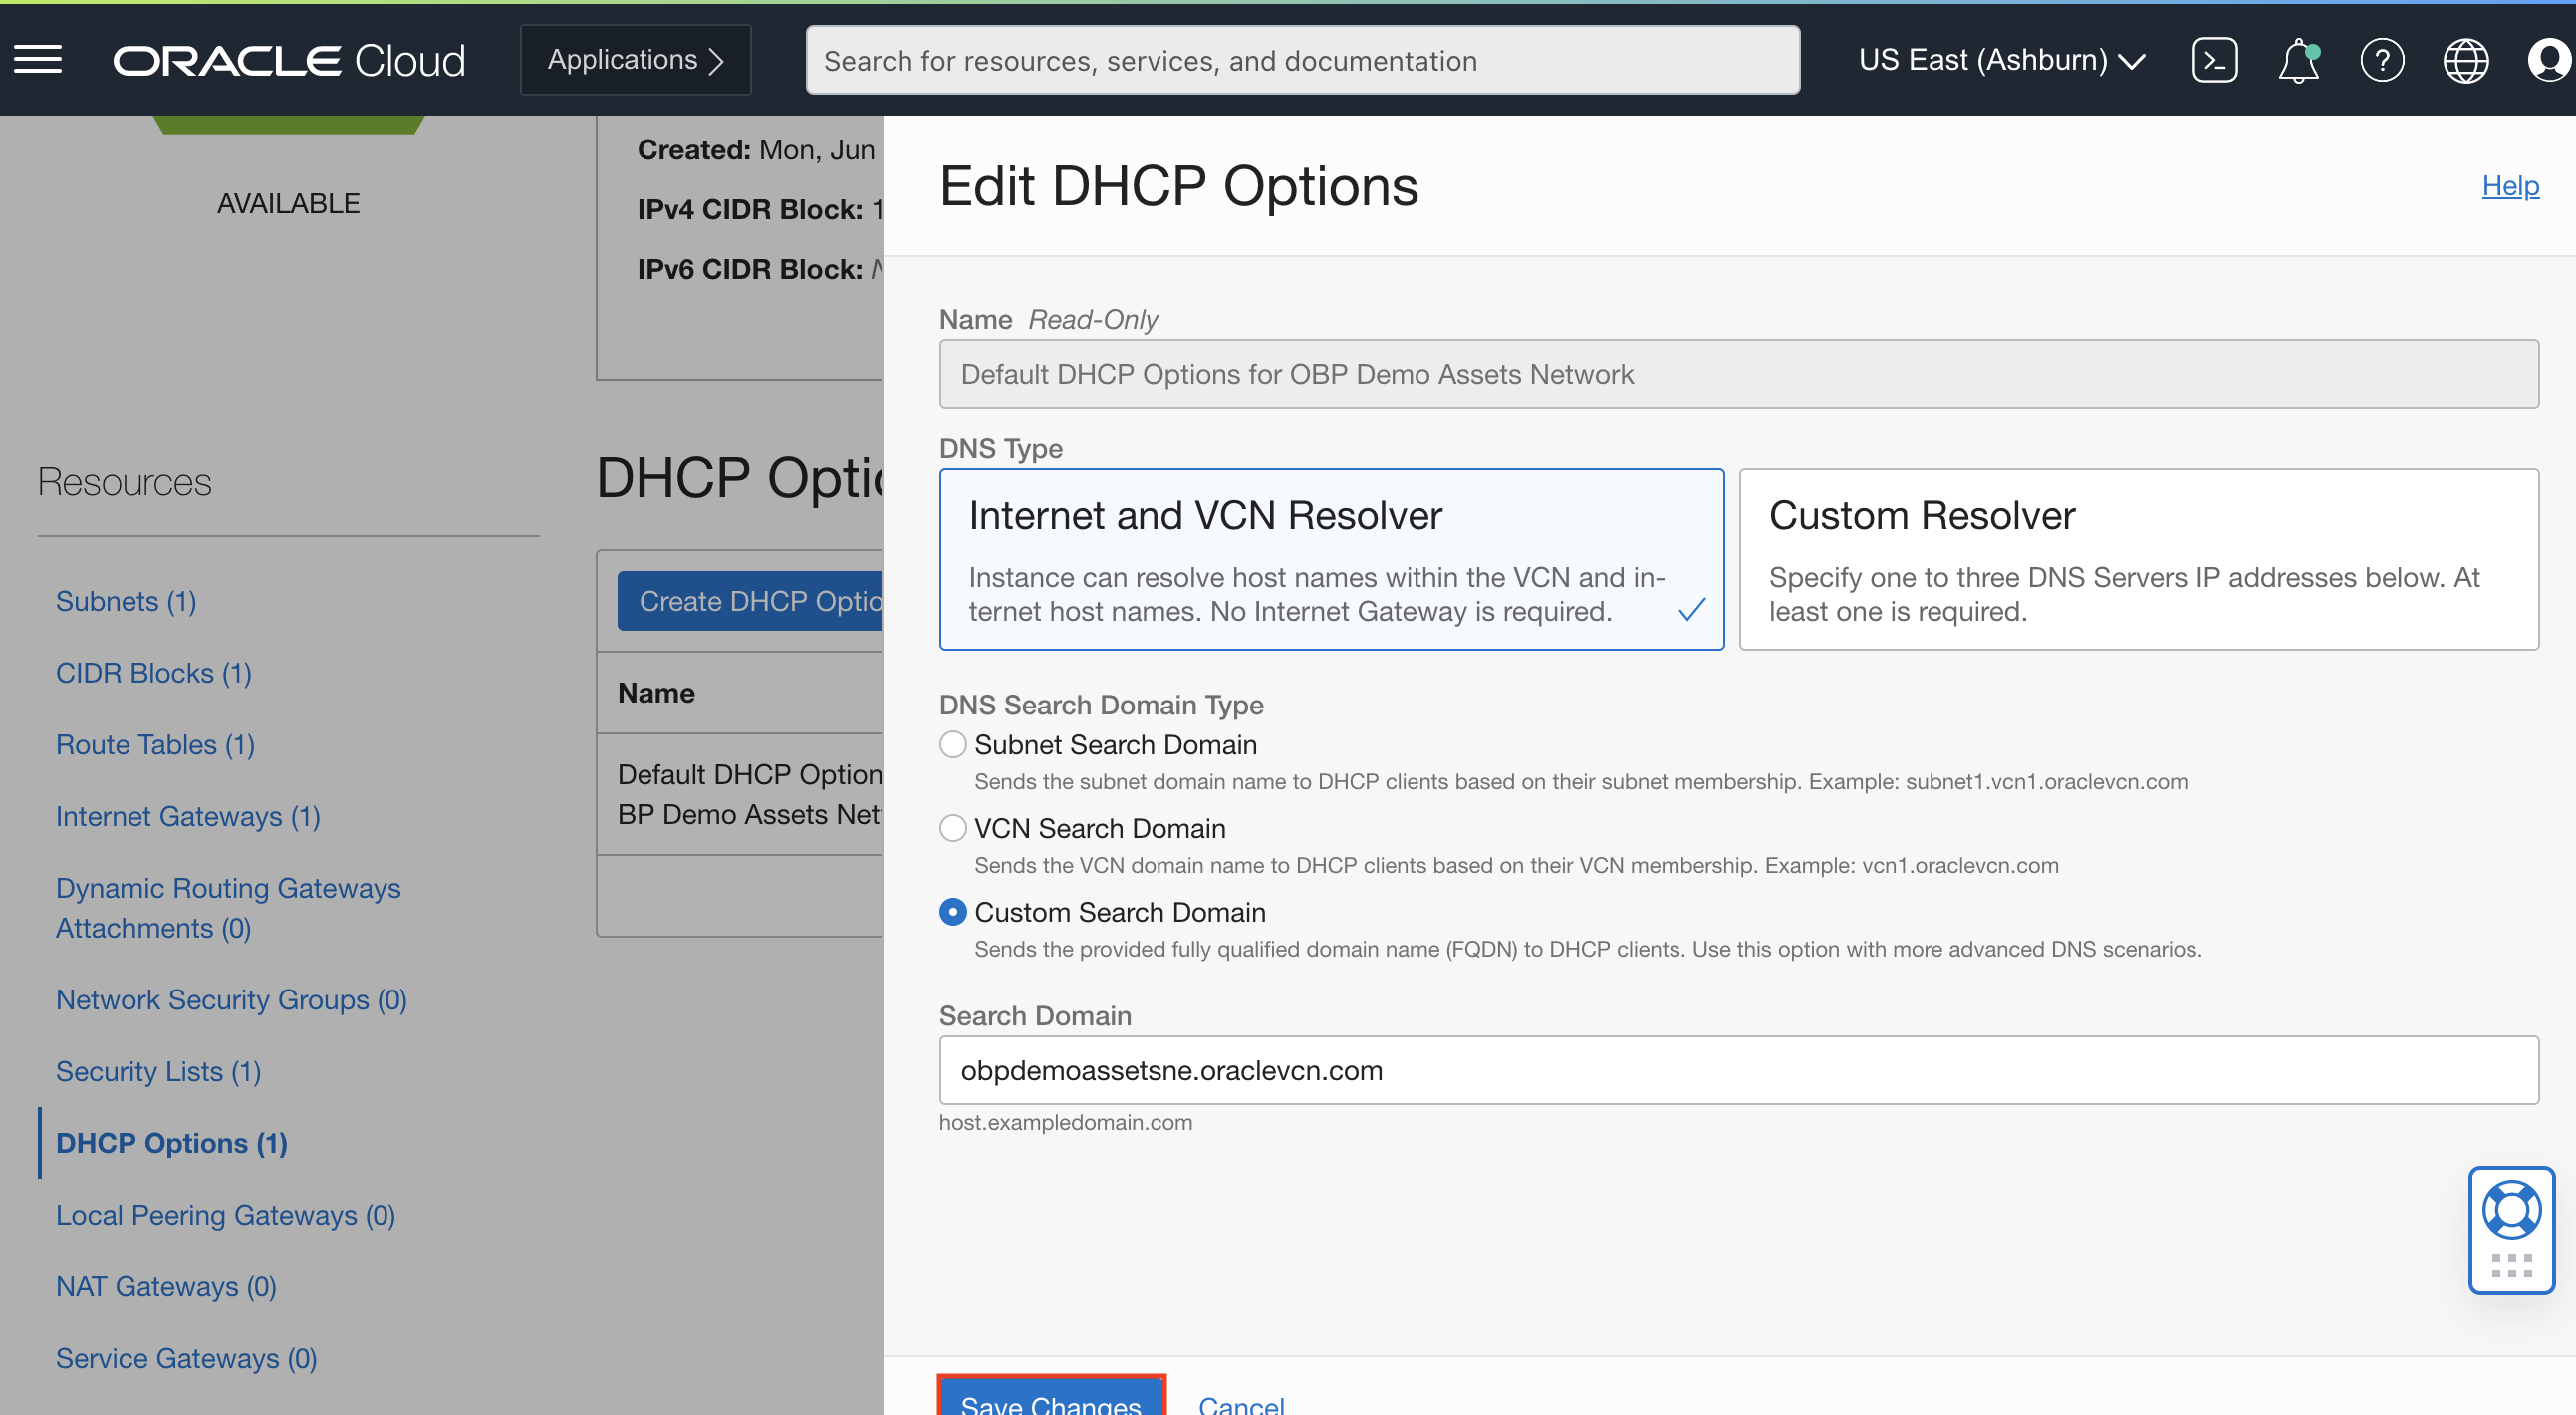 ORACLE Cloud
Applications
Search for resources, services, and documentation
US East (Ashburn)
AVAILABLE
Created: Mon, Jun
IPv4 CIDR Block: 1
IPv6 CIDR Block:
Resources
Subnets (1)
CIDR Blocks (1)
Route Tables (1)
Internet Gateways (1)
Dynamic Routing Gateways
Attachments (0)
Network Security Groups (0)
Security Lists (1)
DHCP Options (1)
Local Peering Gateways (0)
NAT Gateways (0)
Service Gateways (0)
DHCP Optio
Create DHCP Optio
Name
Default DHCP Option
BP Demo Assets Net
Edit DHCP Options
Help
Name Read-Only
Default DHCP Options for OBP Demo Assets Network
DNS Type
Internet and VCN Resolver
Instance can resolve host names within the VCN and in-
ternet host names. No Internet Gateway is required.
Custom Resolver
Specify one to three DNS Servers IP addresses below. At
least one is required.
DNS Search Domain Type
Subnet Search Domain
Sends the subnet domain name to DHCP clients based on their subnet membership. Example: subnet1.vcn1.oraclevcn.com
VCN Search Domain
Sends the VCN domain name to DHCP clients based on their VCN membership. Example: vcn1.oraclevcn.com
Custom Search Domain
Sends the provided fully qualified domain name (FQDN) to DHCP clients. Use this option with more advanced DNS scenarios.
Search Domain
obpdemoassetsne.oraclevcn.com
host.exampledomain.com
Save Changes
Cancel